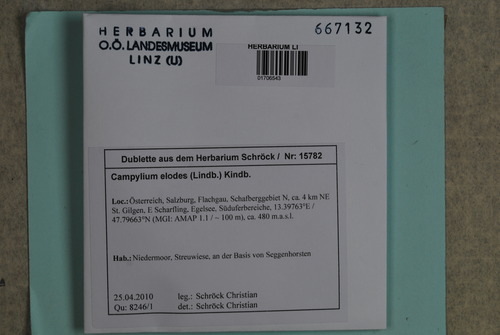 HERBARIUM
O.Ö. LANDESMUSEUM
LINZ (U)
667132
HERBARIUM LI
01700543
Dublette aus dem Herbarium Schröck / Nr: 15782
Campylium elodes (Lindb.) Kindb.
Loc.: Österreich, Salzburg, Flachgau, Schafberggebiet N, ca. 4 km NE
St. Gilgen, E Scharfling, Egelsee, Süduferbereiche, 13.39763°E /
47.79663°N (MGI: AMAP 1.1 / ~ 100 m), ca. 480 m.a.s.l.
Hab.: Niedermoor, Streuwiese, an der Basis von Seggenhorsten
25.04.2010 leg.: Schröck Christian
Qu: 8246/1 det.: Schröck Christian